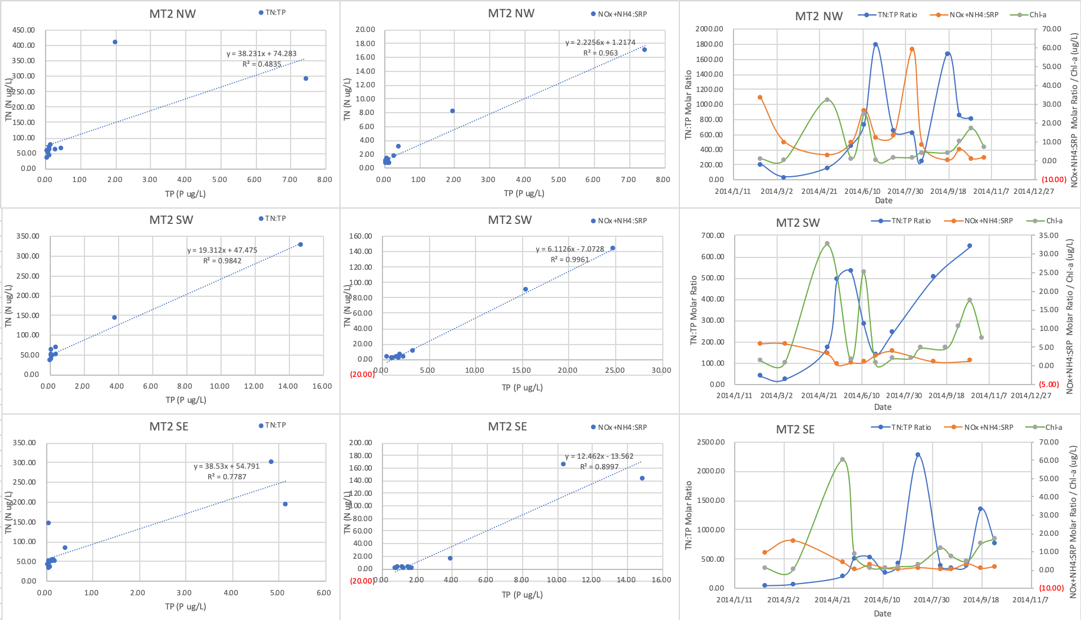 MT2 NW
TN:TP
450.00
400.00
350.00
300.00
250.00
200.00
150.00
100.00
50.00
0.00
TN (N ug/L)
y = 38.231x + 74.283
R² = 0.4835
0.00 1.00 2.00 3.00 4.00 5.00 6.00 7.00 8.00
TP (P ug/L)
MT2 NW
NOx+NH4:SRP
20.00
18.00
16.00
14.00
12.00
10.00
8.00
6.00
4.00
2.00
0.00
TN (N ug/L)
y = 2.2256x + 1.2174
R² = 0.963
0.00 1.00 2.00 3.00 4.00 5.00 6.00 7.00 8.00
TP (P ug/L)
MT2 NW
TN:TP Ratio NOx+NH4:SRP Chl-a
2000.00
1800.00
1600.00
1400.00
1200.00
1000.00
800.00
600.00
400.00
200.00
0.00
TN:TP Molar Ratio
70.00
60.00
50.00
40.00
30.00
20.00
10.00
0.00
(10.00)
NOx+NH4:SRP Molar Ratio / Chl-a (ug/L)
2014/1/11 2014/3/2 2014/4/21 2014/6/10 2014/7/30 2014/9/18 2014/11/7 2014/12/27
Date
MT2 SW
TN:TP
350.00
300.00
250.00
200.00
150.00
100.00
50.00
0.00
TN (N ug/L)
y = 19.312x + 47.475
R² = 0.9842
0.00 2.00 4.00 6.00 8.00 10.00 12.00 14.00 16.00
TP (P ug/L)
MT2 SW
NOx+NH4:SRP
160.00
140.00
120.00
100.00
80.00
60.00
40.00
20.00
0.00
(20.00)
TN (N ug/L)
y = 6.1126x - 7.0728
R² = 0.9961
0.00 5.00 10.00 15.00 20.00 25.00 30.00
TP (P ug/L)
MT2 SW
TN:TP Ratio NOx+NH4:SRP Chl-a
700.00
600.00
500.00
400.00
300.00
200.00
100.00
0.00
TN:TP Molar Ratio
35.00
30.00
25.00
20.00
15.00
10.00
5.00
0.00
(5.00)
NOx+NH4:SRP Molar Ratio / Chl-a (ug/L)
2014/1/11 2014/3/2 2014/4/21 2014/6/10 2014/7/30 2014/9/18 2014/11/7 2014/12/27
Date
MT2 SE
TN:TP
350.00
300.00
250.00
200.00
150.00
100.00
50.00
0.00
TN (N ug/L)
y = 38.53x + 54.791
R² = 0.7787
0.00 1.00 2.00 3.00 4.00 5.00 6.00
TP (P ug/L)
MT2 SE
NOx+NH4:SRP
200.00
180.00
160.00
140.00
120.00
100.00
80.00
60.00
40.00
20.00
0.00
(20.00)
TN (N ug/L)
y = 12.462x - 13.562
R² = 0.8997
0.00 2.00 4.00 6.00 8.00 10.00 12.00 14.00 16.00
TP (P ug/L)
MT2 SE
TN:TP Ratio NOx+NH4:SRP Chl-a
2500.00
2000.00
1500.00
1000.00
500.00
0.00
TN:TP Molar Ratio
70.00
60.00
50.00
40.00
30.00
20.00
10.00
0.00
(10.00)
NOx+NH4:SRP Molar Ratio / Chl-a (ug/L)
2014/1/11 2014/3/2 2014/4/21 2014/6/10 2014/7/30 2014/9/18 2014/11/7
Date